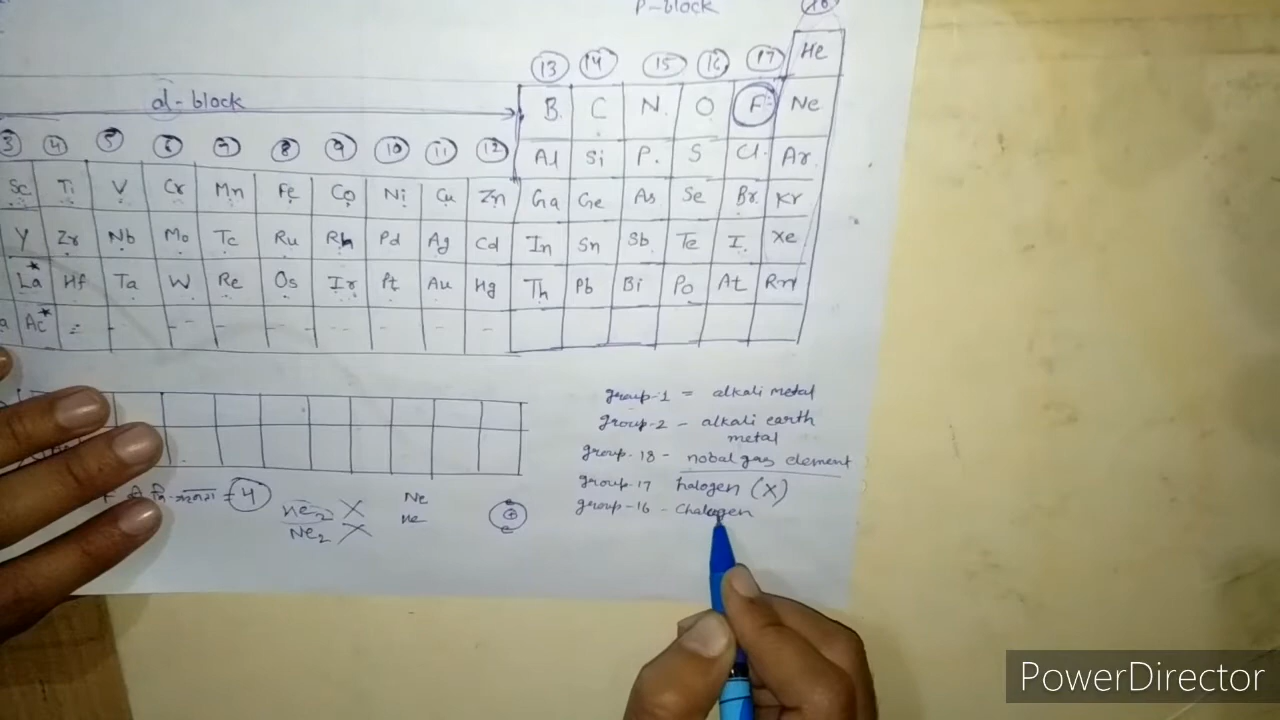 P-block
18
He
13 14 15 16 17
d-block
B. C N. O F Ne
3 4 5 6 7 8 9 10 11 12
Al Si P. S Cl. Ar.
Sc Ti V Cr Mn Fe Co Ni Cu Zn Ga Ge As Se Br Kr
Y Zr Nb Mo Tc Ru Rh Pd Ag Cd In Sn Sb Te I. Xe
La* Hf Ta W Re Os Ir Pt Au Hg Th Pb Bi Po At Rn
a Ac*
group-1 = alkali metal
group-2 - alkali earth
metal
group-18 - nobal gas element
group-17 halogen (X)
group-16 - Chalogen
= 4
He2 X
Ne2 X
Ne
He
e
+
e
PowerDirector